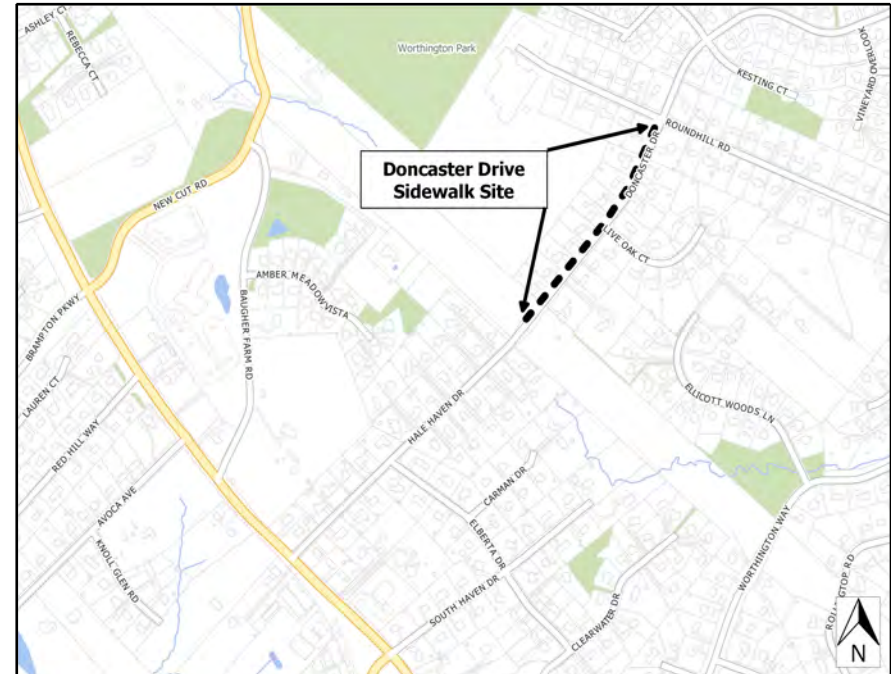 ASHLEY CT
REBECCA CT
Worthington Park
KESTING CT
VINEYARD OVERLOOK
ROUNDHILL RD
DONCASTER DR
Doncaster Drive
Sidewalk Site
NEW CUT RD
LIVE OAK CT
AMBER MEADOW VISTA
BRAMPTON PKWY
BAUGHER FARM RD
LAUREN CT
ELLICOTT WOODS LN
RED HILL WAY
HALE HAVEN DR
AVOCA AVE
CARMAN DR
KNOLL GLEN RD
ELBERTA DR
WORTHINGTON WAY
SOUTH HAVEN DR
CLEARWATER DR
RD
N